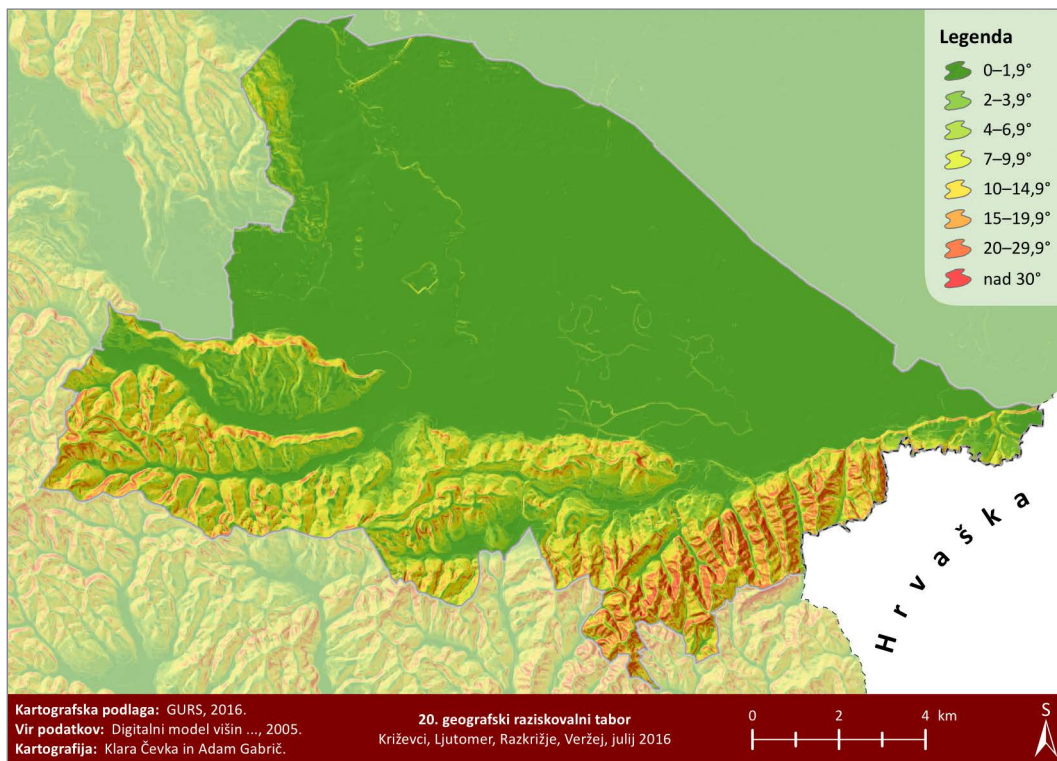 Legenda
0–1,9°
2–3,9°
4–6,9°
7–9,9°
10–14,9°
15–19,9°
20–29,9°
nad 30°
Hrvaška
Kartografska podlaga: GURS, 2016.
Vir podatkov: Digitalni model višin ..., 2005.
Kartografija: Klara Čevka in Adam Gabrič.
20. geografski raziskovalni tabor
Križevci, Ljutomer, Razkrižje, Veržej, julij 2016
0 2 4 km
S